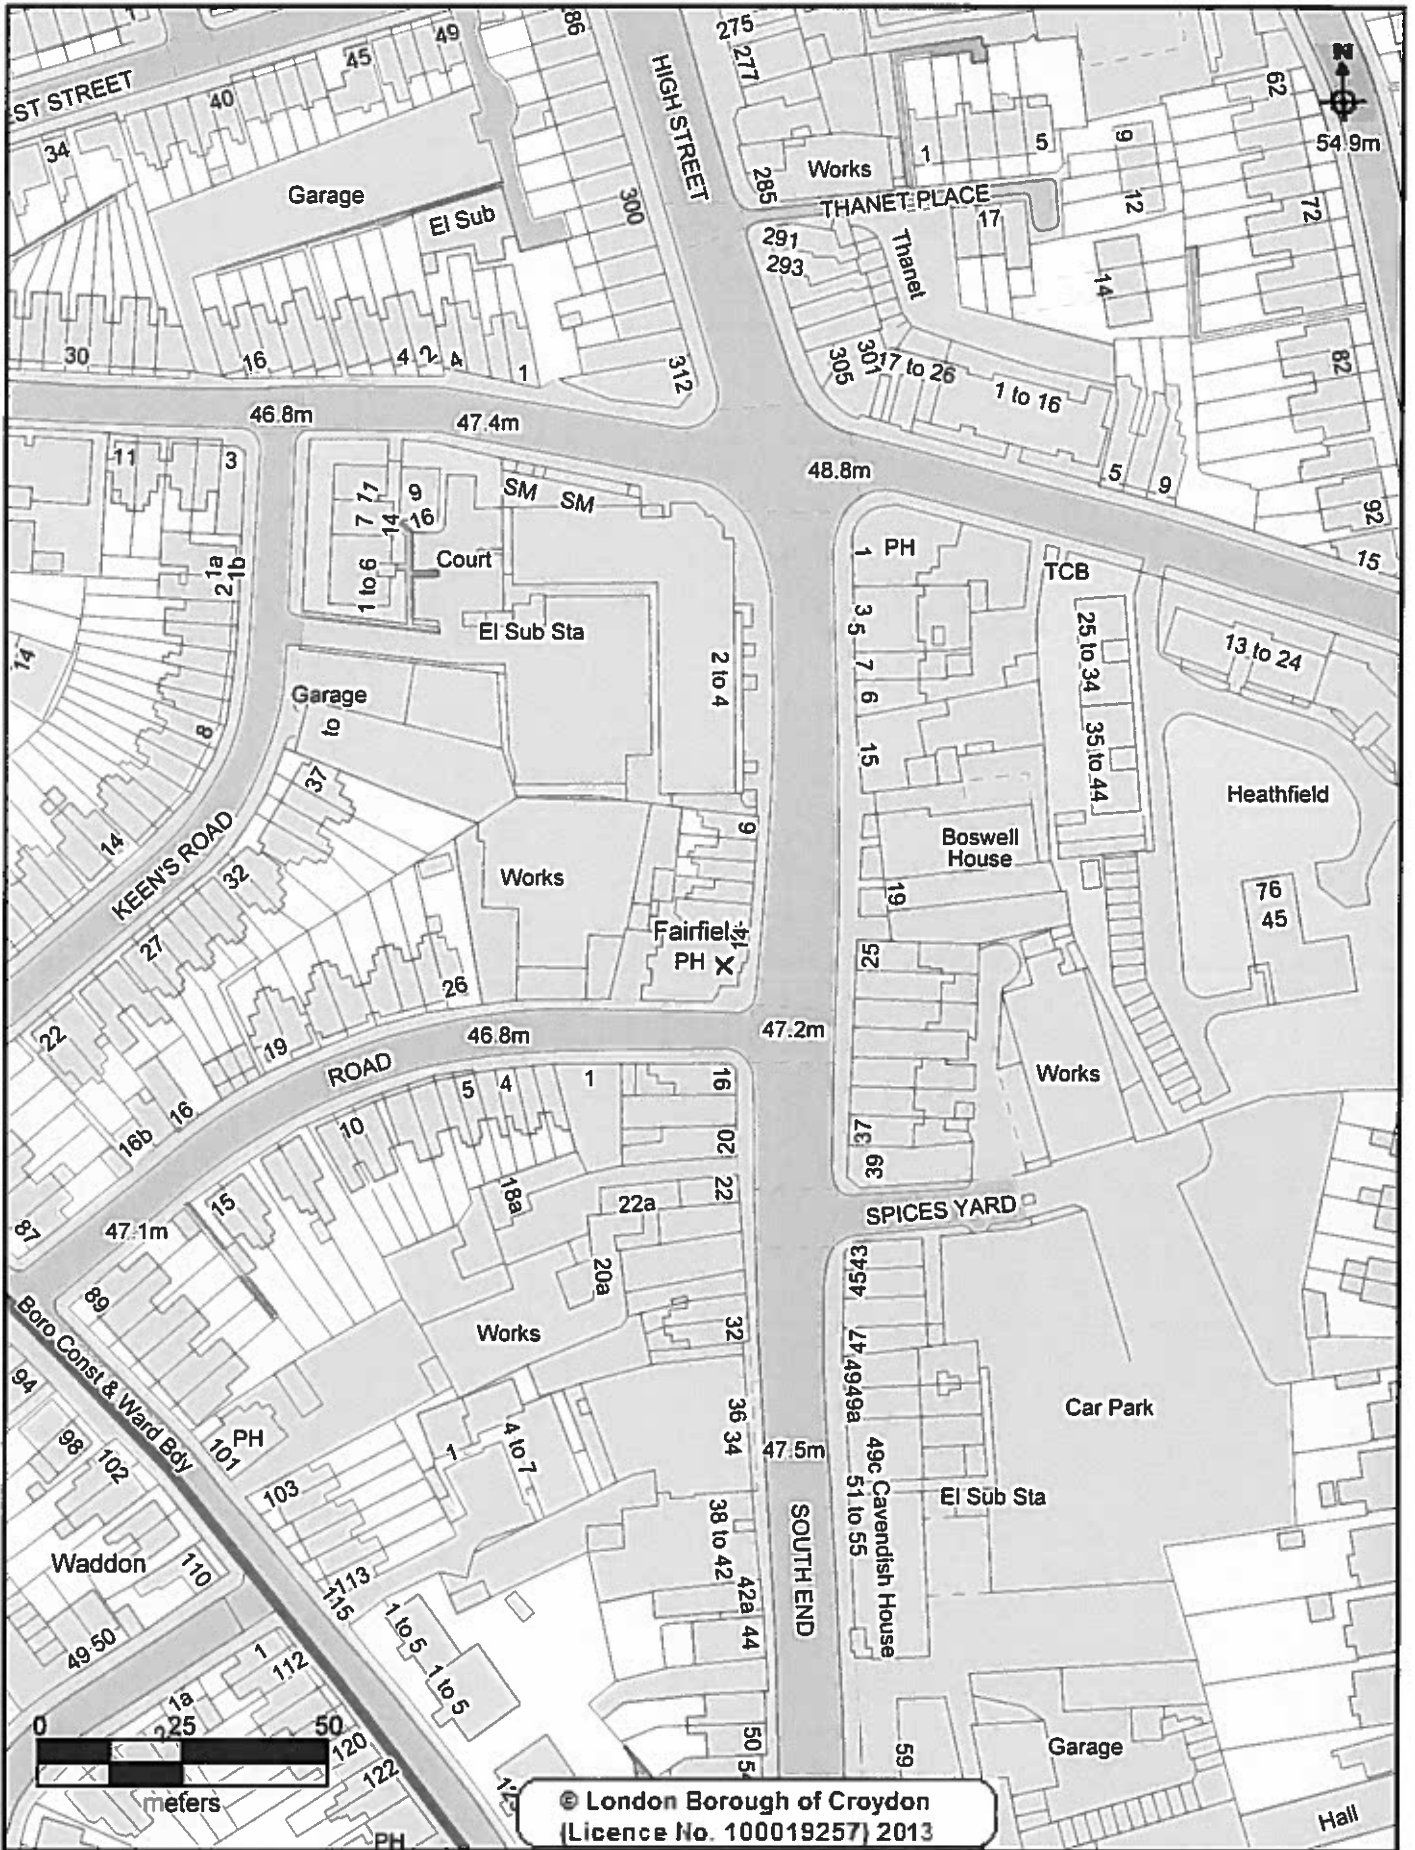 275
86
49
277
45
62
ST STREET
40
HIGH STREET
N
54.9m
34
Works
1
5
9
285
Garage
THANET PLACE
12
72
300
El Sub
17
291
Thanet
293
14
30
16
4
2
4
1
312
305
301
17 to 26
82
1 to 16
46.8m
47.4m
48.8m
11
3
SM
SM
5
9
9
11
7
14
16
92
Court
PH
1
TCB
15
1a
1b
2
1 to 6
El Sub Sta
3
5
25 to 34
13 to 24
14
2 to 4
7
Garage
6
to
8
15
35 to 44
37
Heathfield
9
14
KEEN'S ROAD
Boswell
House
Works
32
19
76
45
Fairfield
14
27
PH X
25
26
22
19
46.8m
47.2m
ROAD
Works
16
5
4
1
16
10
16b
20
37
39
15
18a
22
22a
SPICES YARD
87
47.1m
43
45
20a
89
Works
32
47
Boro Const & Ward Bdy
94
49
49a
36
Car Park
34
98
PH
101
1
4 to 7
47.5m
102
49c Cavendish House
103
51 to 55
El Sub Sta
38 to 42
SOUTH END
Waddon
110
113
115
42a
1 to 5
44
49-50
1
112
1 to 5
1a
2
0 25 50
50
120
59
Garage
122
meters
© London Borough of Croydon
(Licence No. 100019257) 2013
Hall
PH